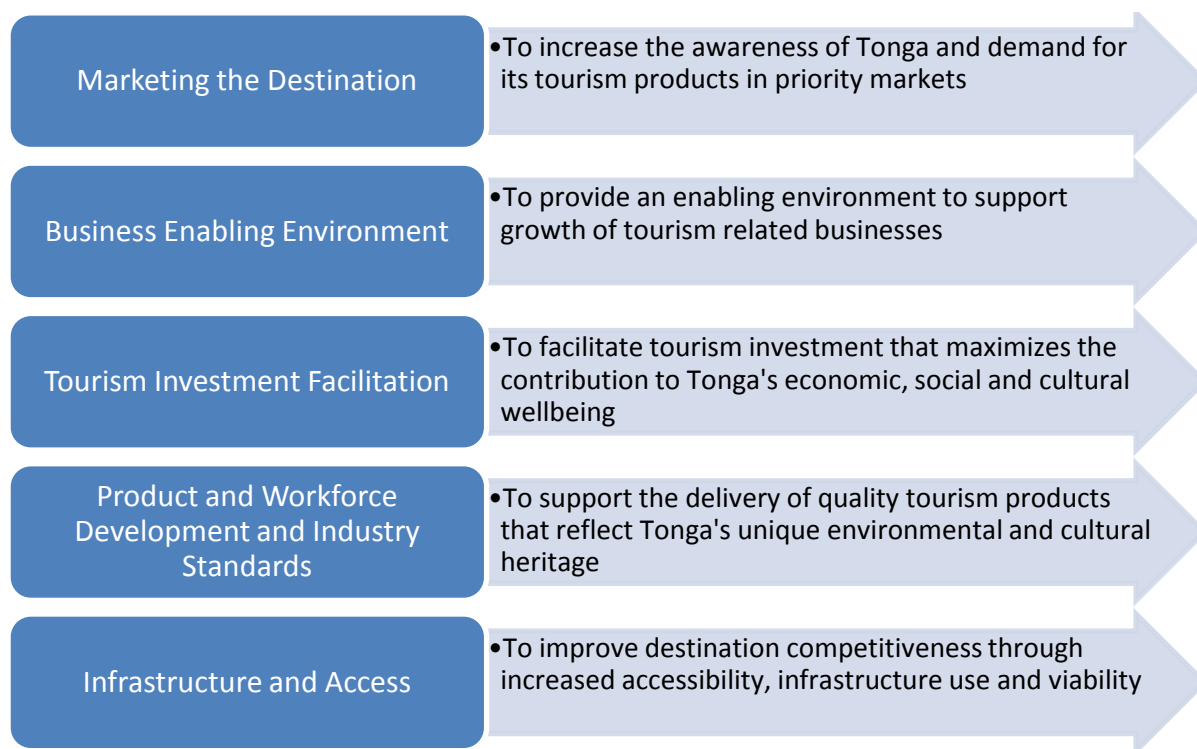 Marketing the Destination
•To increase the awareness of Tonga and demand for
its tourism products in priority markets
Business Enabling Environment
•To provide an enabling environment to support
growth of tourism related businesses
Tourism Investment Facilitation
•To facilitate tourism investment that maximizes the
contribution to Tonga's economic, social and cultural
wellbeing
Product and Workforce
Development and Industry
Standards
•To support the delivery of quality tourism products
that reflect Tonga's unique environmental and cultural
heritage
Infrastructure and Access
•To improve destination competitiveness through
increased accessibility, infrastructure use and viability